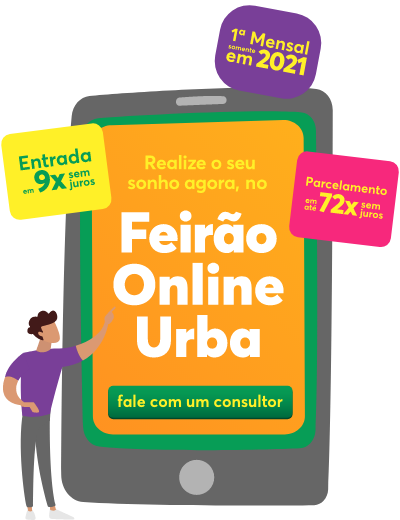 1ª Mensal
somente
em 2021
Entrada
em 9x sem
juros
Realize o seu
sonho agora, no
Parcelamento
em
até 72x sem
juros
Feirão
Online
Urba
fale com um consultor